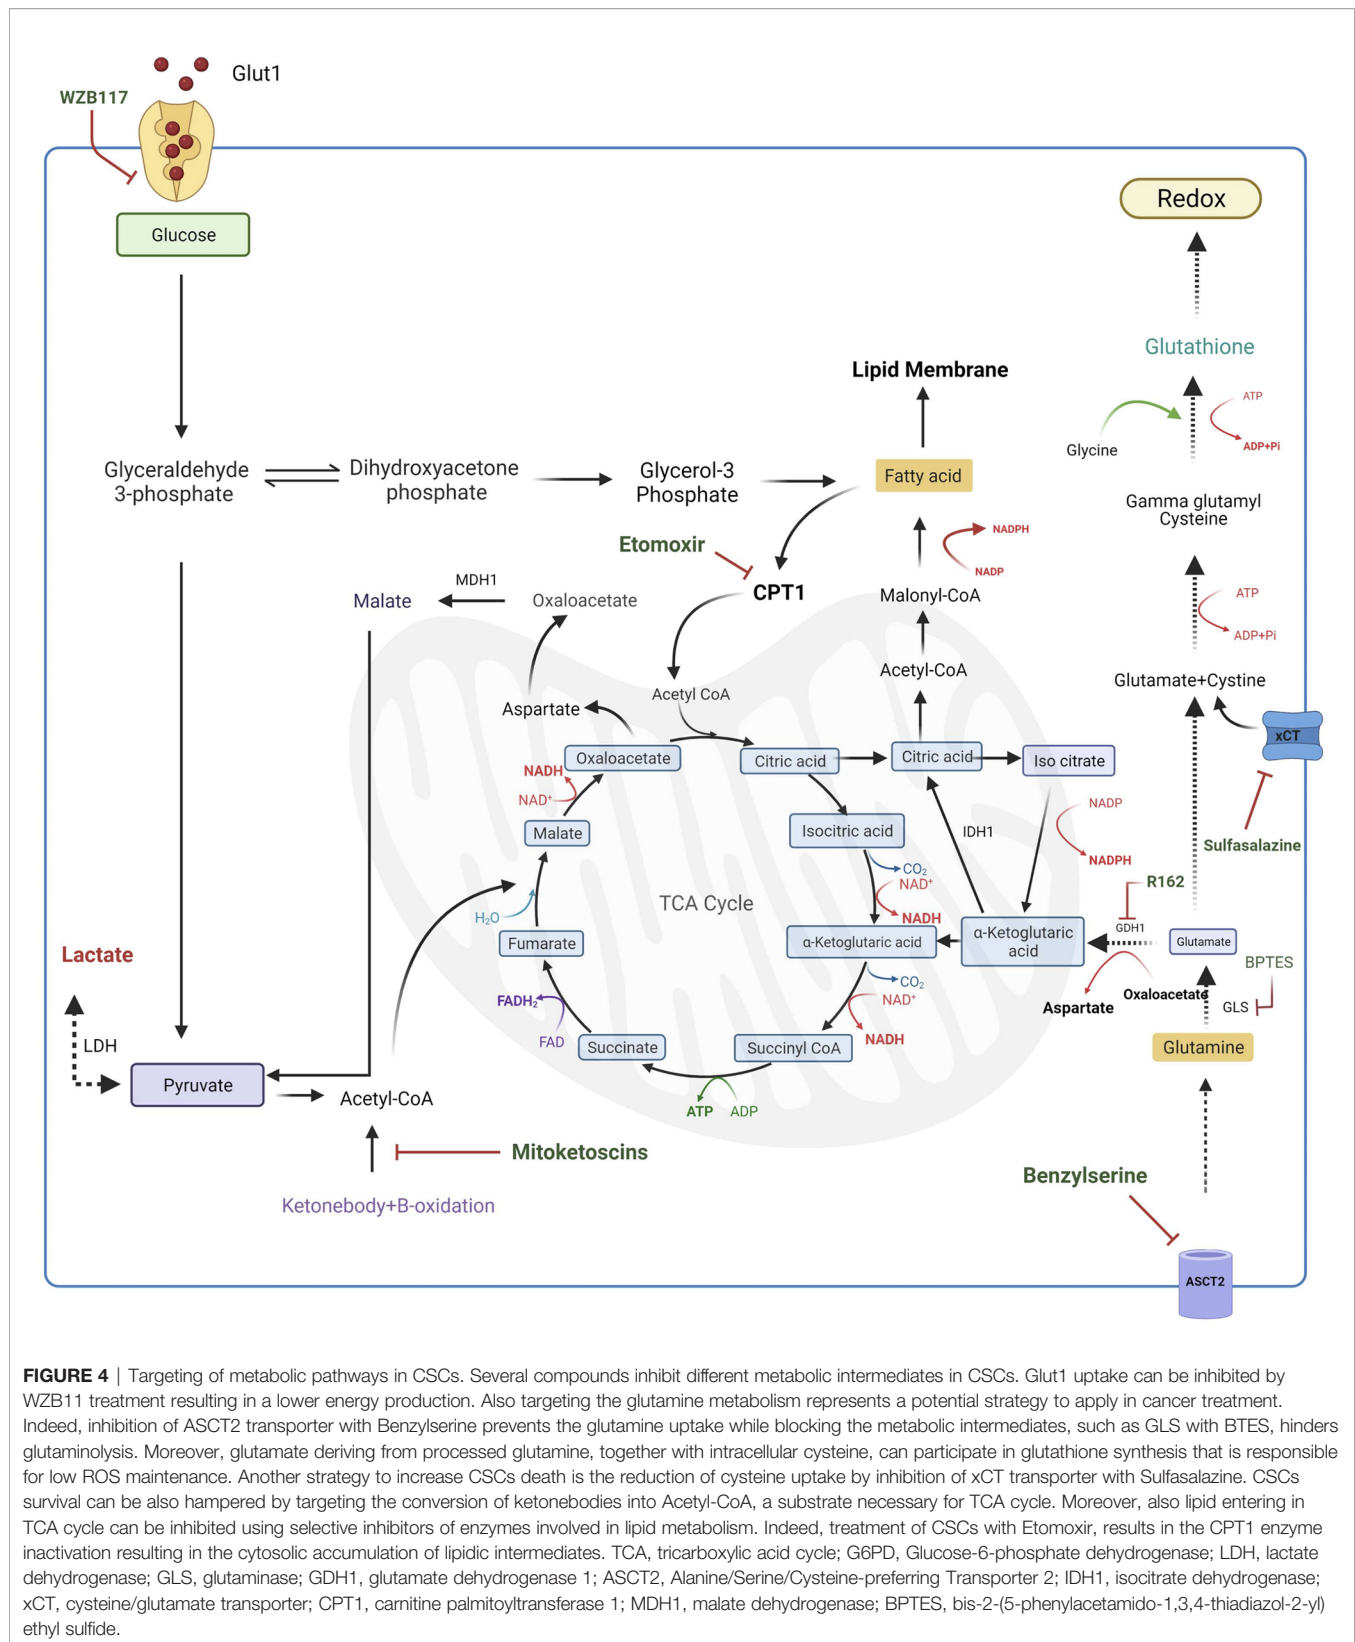 Glut1
WZB117
Glucose
Redox
Glutathione
ATP
Glycine
ADP+Pi
Lipid Membrane
Glyceraldehyde
3-phosphate
Dihydroxyacetone
phosphate
Glycerol-3
Phosphate
Fatty acid
Gamma glutamyl
Cysteine
NADPH
Etomoxir
NADP
CPT1
Malonyl-CoA
ATP
ADP+Pi
MDH1
Malate
Oxaloacetate
Acetyl-CoA
Glutamate+Cystine
Acetyl CoA
Aspartate
xCT
Oxaloacetate
Citric acid
Citric acid
Iso citrate
NADH
NAD+
Malate
Isocitric acid
IDH1
NADP
Sulfasalazine
NADPH
CO2
NAD+
R162
TCA Cycle
H2O
NADH
GDH1
Fumarate
α-Ketoglutaric acid
α-Ketoglutaric
acid
Glutamate
Lactate
BPTES
CO2
NAD+
FADH2
Aspartate
Oxaloacetate
GLS
FAD
NADH
LDH
Succinate
Succinyl CoA
Glutamine
Pyruvate
Acetyl-CoA
ATP
ADP
Mitoketoscins
Benzylserine
Ketonebody+B-oxidation
ASCT2
FIGURE 4 | Targeting of metabolic pathways in CSCs. Several compounds inhibit different metabolic intermediates in CSCs. Glut1 uptake can be inhibited by
WZB11 treatment resulting in a lower energy production. Also targeting the glutamine metabolism represents a potential strategy to apply in cancer treatment.
Indeed, inhibition of ASCT2 transporter with Benzylserine prevents the glutamine uptake while blocking the metabolic intermediates, such as GLS with BTES, hinders
glutaminolysis. Moreover, glutamate deriving from processed glutamine, together with intracellular cysteine, can participate in glutathione synthesis that is responsible
for low ROS maintenance. Another strategy to increase CSCs death is the reduction of cysteine uptake by inhibition of xCT transporter with Sulfasalazine. CSCs
survival can be also hampered by targeting the conversion of ketonebodies into Acetyl-CoA, a substrate necessary for TCA cycle. Moreover, also lipid entering in
TCA cycle can be inhibited using selective inhibitors of enzymes involved in lipid metabolism. Indeed, treatment of CSCs with Etomoxir, results in the CPT1 enzyme
inactivation resulting in the cytosolic accumulation of lipidic intermediates. TCA, tricarboxylic acid cycle; G6PD, Glucose-6-phosphate dehydrogenase; LDH, lactate
dehydrogenase; GLS, glutaminase; GDH1, glutamate dehydrogenase 1; ASCT2, Alanine/Serine/Cysteine-preferring Transporter 2; IDH1, isocitrate dehydrogenase;
xCT, cysteine/glutamate transporter; CPT1, carnitine palmitoyltransferase 1; MDH1, malate dehydrogenase; BPTES, bis-2-(5-phenylacetamido-1,3,4-thiadiazol-2-yl)
ethyl sulfide.